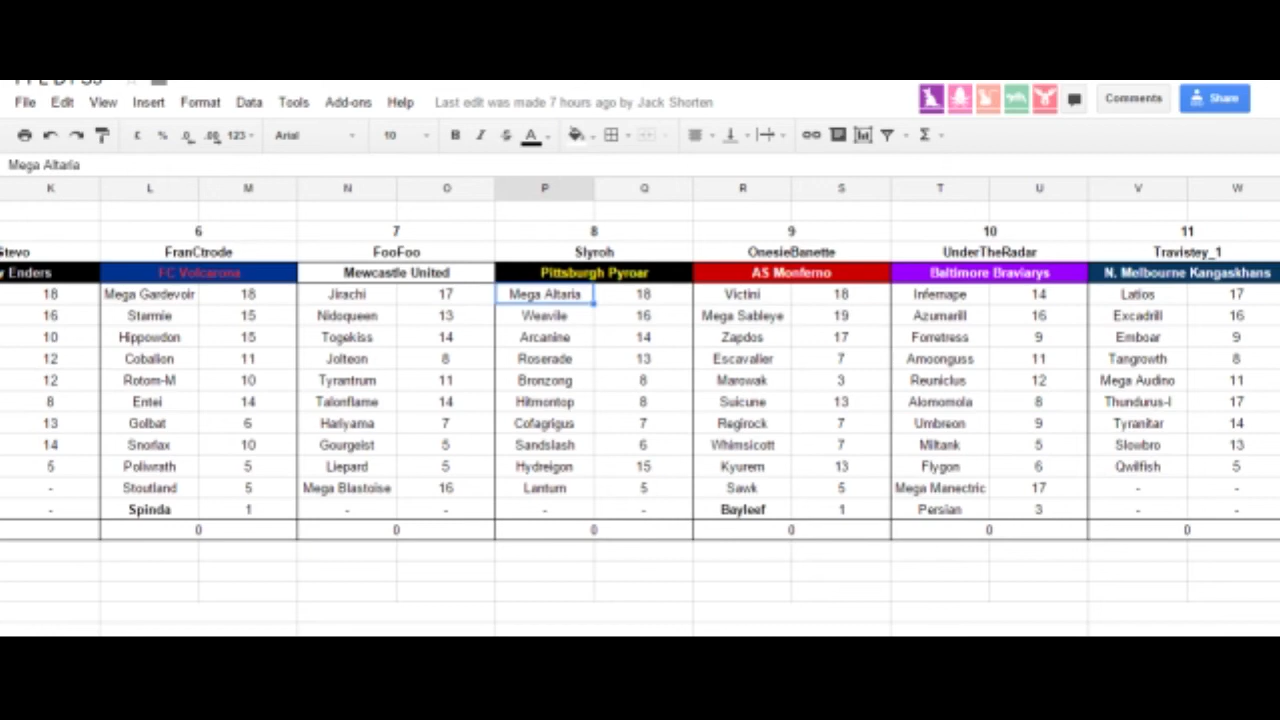 File Edit View Insert Format Data Tools Add-ons Help Last edit was made 7 hours ago by Jack Shorten Comments Share
£ % .0 .00 123 Arial 10 B I S A Σ
Mega Altaria
K L M N O P Q R S T U V W
6 7 8 9 10 11
Stevo FranCtrode FooFoo Slyroh OnesieBanette UnderTheRadar Travistey_1
y Enders FC Volcarona Mewcastle United Pittsburgh Pyroar AS Monferno Baltimore Braviarys N. Melbourne Kangaskhans
18 Mega Gardevoir 18 Jirachi 17 Mega Altaria 18 Victini 18 Infernape 14 Latios 17
16 Starmie 15 Nidoqueen 13 Weavile 16 Mega Sableye 19 Azumarill 16 Excadrill 16
10 Hippowdon 15 Togekiss 14 Arcanine 14 Zapdos 17 Forretress 9 Emboar 9
12 Cobalion 11 Jolteon 8 Roserade 13 Escavalier 7 Amoonguss 11 Tangrowth 8
12 Rotom-M 10 Tyrantrum 11 Bronzong 8 Marowak 3 Reuniclus 12 Mega Audino 11
8 Entei 14 Talonflame 14 Hitmontop 8 Suicune 13 Alomomola 8 Thundurus-I 17
13 Golbat 6 Hariyama 7 Cofagrigus 7 Regirock 7 Umbreon 9 Tyranitar 14
14 Snorlax 10 Gourgeist 5 Sandslash 6 Whimsicott 7 Miltank 5 Slowbro 13
5 Poliwrath 5 Liepard 5 Hydreigon 15 Kyurem 13 Flygon 6 Qwilfish 5
- Stoutland 5 Mega Blastoise 16 Lanturn 5 Sawk 5 Mega Manectric 17 - -
- Spinda 1 - - - - Bayleef 1 Persian 3 - -
0 0 0 0 0 0